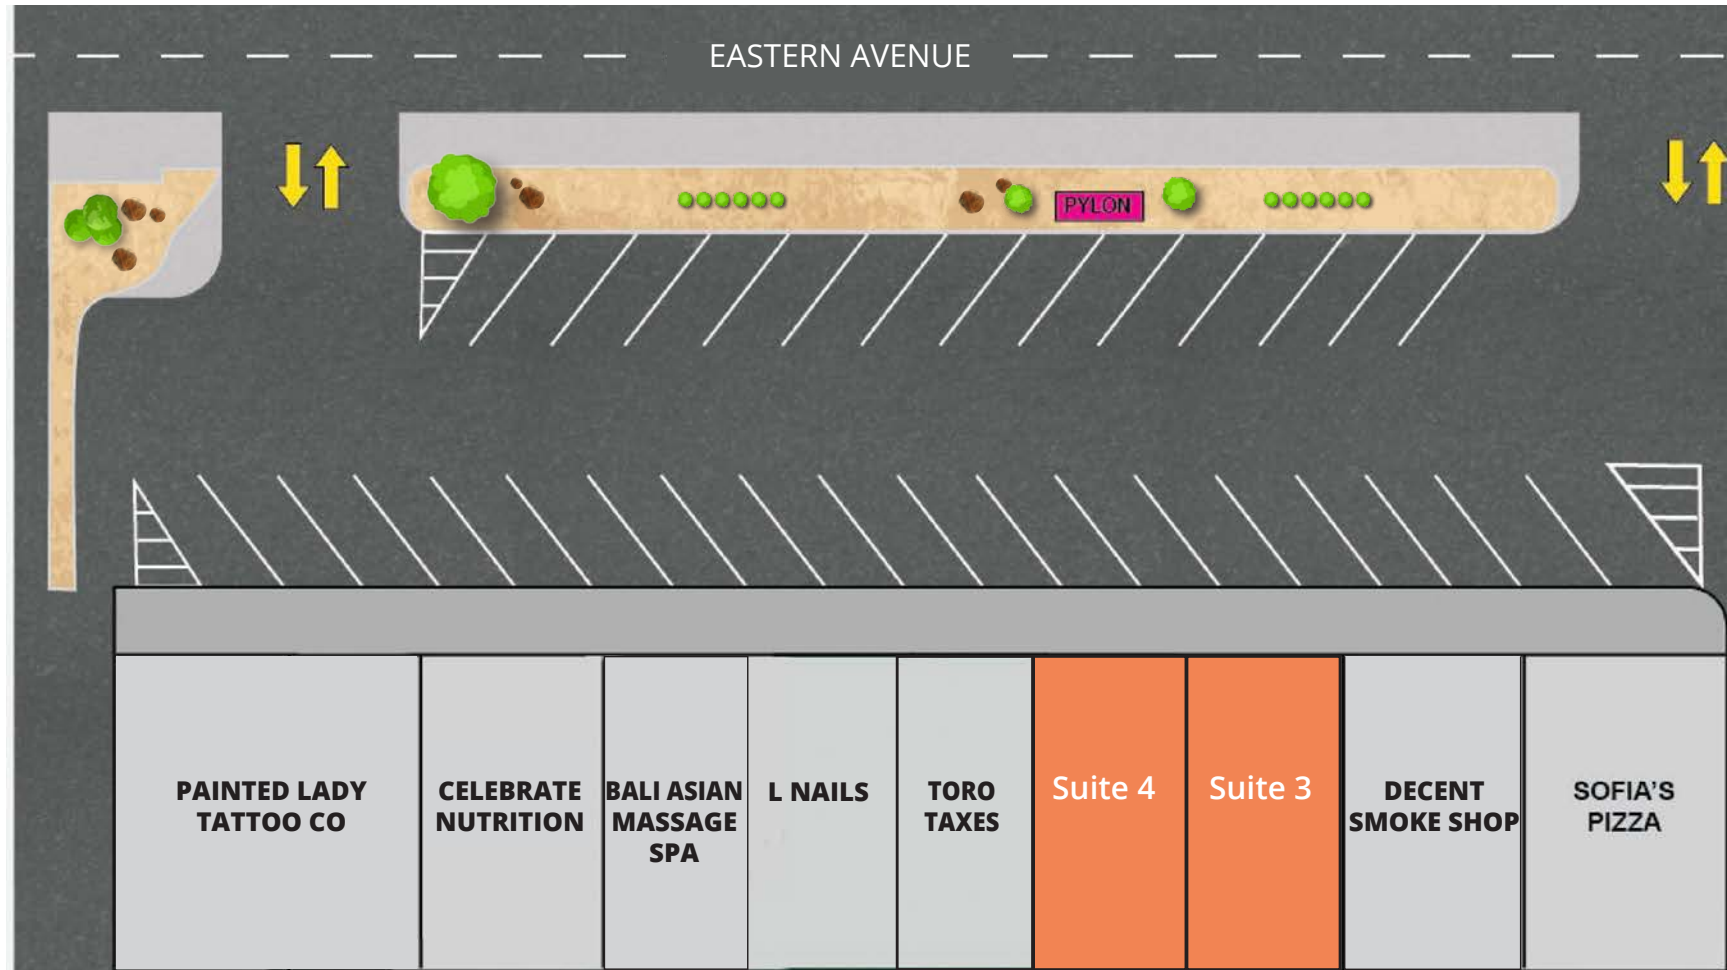 EASTERN AVENUE
PYLON
PAINTED LADY
TATTOO CO
CELEBRATE
NUTRITION
BALI ASIAN
MASSAGE
SPA
L NAILS
TORO
TAXES
Suite 4
Suite 3
DECENT
SMOKE SHOP
SOFIA'S
PIZZA